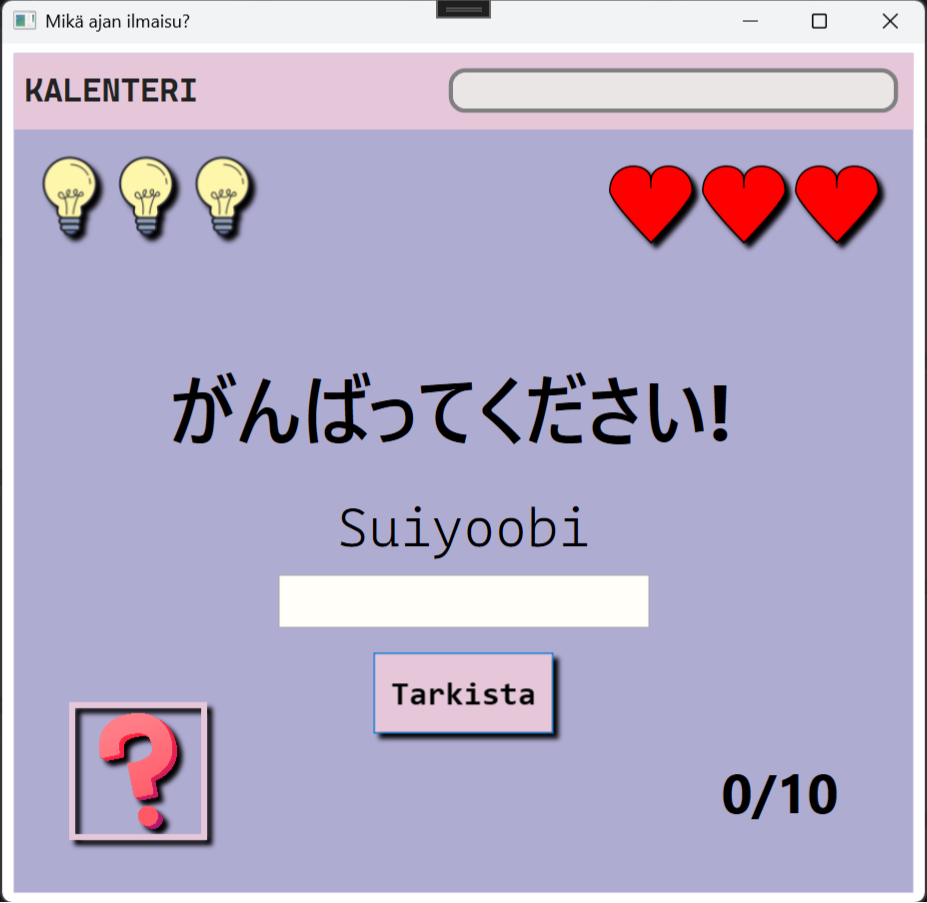 Mikä ajan ilmaisu?
KALENTERI
がんばってください!
Suiyoobi
Tarkista
0/10